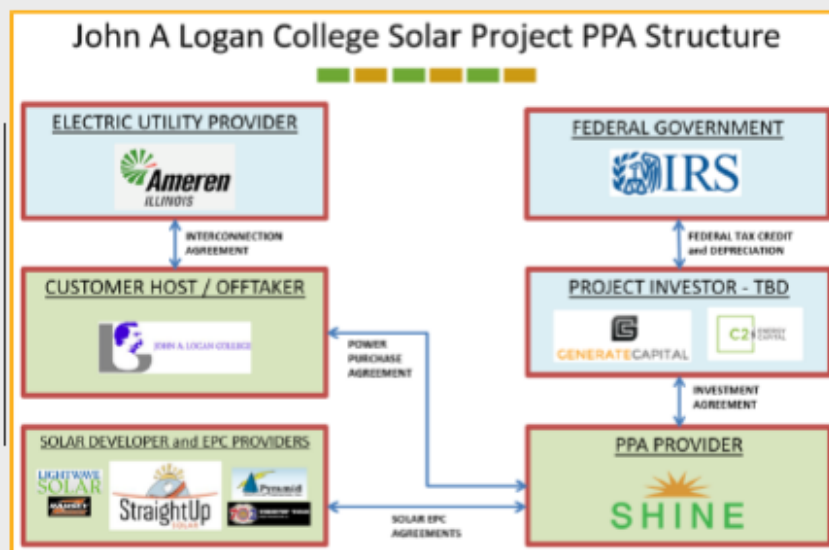 John A Logan College Solar Project PPA Structure
ELECTRIC UTILITY PROVIDER
Ameren
ILLINOIS
INTERCONNECTION
AGREEMENT
CUSTOMER HOST / OFFTAKER
JOHN A. LOGAN COLLEGE
POWER
PURCHASE
AGREEMENT
SOLAR DEVELOPER and EPC PROVIDERS
LIGHTWAVE
SOLAR
StraightUp
SOLAR
Pyramid
SOLAR EPC
AGREEMENTS
FEDERAL GOVERNMENT
IRS
FEDERAL TAX CREDIT
and DEPRECIATION
PROJECT INVESTOR - TBD
GENERATECAPITAL
C2
ENERGY
CAPITAL
INVESTMENT
AGREEMENT
PPA PROVIDER
SHINE